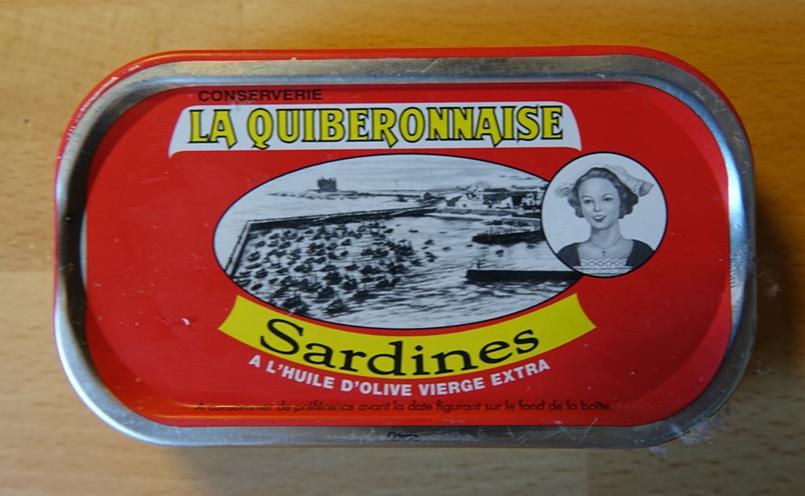 CONSERVERIE
LA QUIBERONNAISE
Sardines
A L'HUILE D'OLIVE VIERGE EXTRA
A consommer de préférence avant la date figurant sur le fond de la boîte.